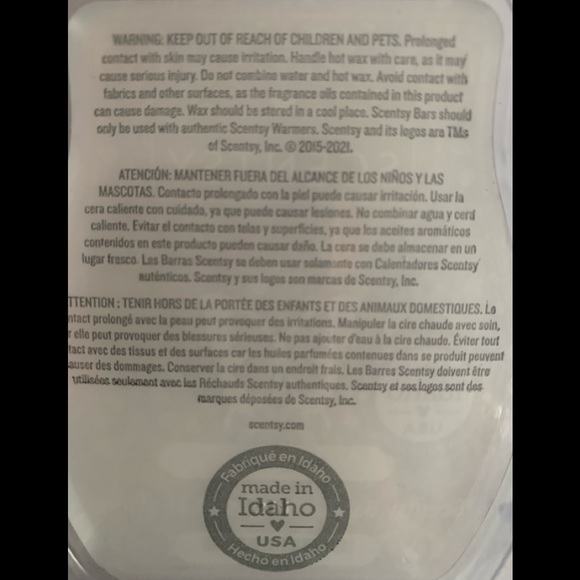 WARNING: KEEP OUT OF REACH OF CHILDREN AND PETS. Prolonged
contact with skin may cause irritation. Handle hot wax with care, as it may
cause serious injury. Do not combine water and hot wax. Avoid contact with
fabrics and other surfaces, as the fragrance oils contained in this product
can cause damage. Wax should be stored in a cool place. Scentsy Bars should
only be used with authentic Scentsy Warmers. Scentsy and its logos are TMs
of Scentsy, Inc. © 2015-2021.
ATENCIÓN: MANTENER FUERA DEL ALCANCE DE LOS NIÑOS Y LAS
MASCOTAS. Contacto prolongado con la piel puede causar irritación. Usar la
cera caliente con cuidado, ya que puede causar lesiones. No combinar agua y cera
caliente. Evitar el contacto con telas y superficies, ya que los aceites aromáticos
contenidos en este producto pueden causar daño. La cera se debe almacenar en un
lugar fresco. Las Barras Scentsy se deben usar solamente con Calentadores Scentsy
auténticos. Scentsy y sus logos son marcas de Scentsy, Inc.
TTENTION : TENIR HORS DE LA PORTÉE DES ENFANTS ET DES ANIMAUX DOMESTIQUES. Le
ntact prolongé avec la peau peut provoquer des irritations. Manipuler la cire chaude avec soin,
r elle peut provoquer des blessures sérieuses. Ne pas ajouter d'eau à la cire chaude. Éviter tout
tact avec des tissus et des surfaces car les huiles parfumées contenues dans se produit peuvent
auser des dommages. Conserver la cire dans un endroit frais. Les Barres Scentsy doivent être
utilisées seulement avec les Réchauds Scentsy authentiques. Scentsy et ses logos sont des
marques déposées de Scentsy, Inc.
scentsy.com
Fabriqué en Idaho
made in
Idaho
USA
Hecho en Idaho